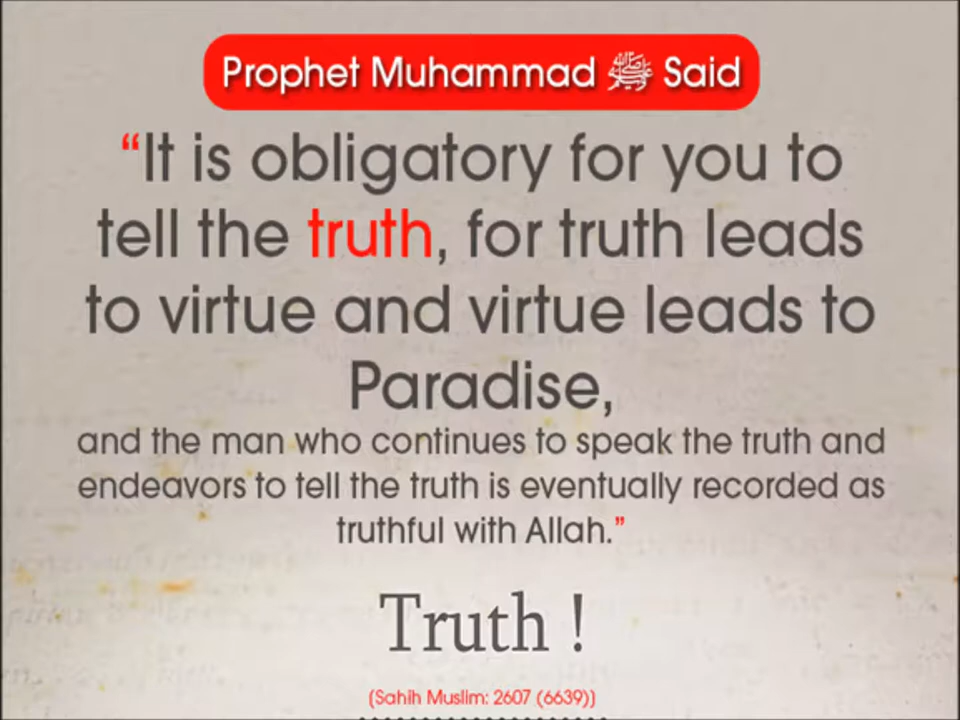 Prophet Muhammad ﷺ Said
“It is obligatory for you to
tell the truth, for truth leads
to virtue and virtue leads to
Paradise,
and the man who continues to speak the truth and
endeavors to tell the truth is eventually recorded as
truthful with Allah.”
Truth !
(Sahih Muslim: 2607 (6639))